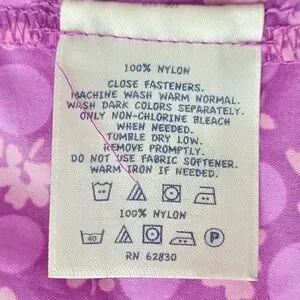 100% NYLON
CLOSE FASTENERS.
MACHINE WASH WARM NORMAL.
WASH DARK COLORS SEPARATELY.
ONLY NON-CHLORINE BLEACH
WHEN NEEDED.
TUMBLE DRY LOW.
REMOVE PROMPTLY.
DO NOT USE FABRIC SOFTENER.
WARM IRON IF NEEDED.
100% NYLON
40 P
RN 62830